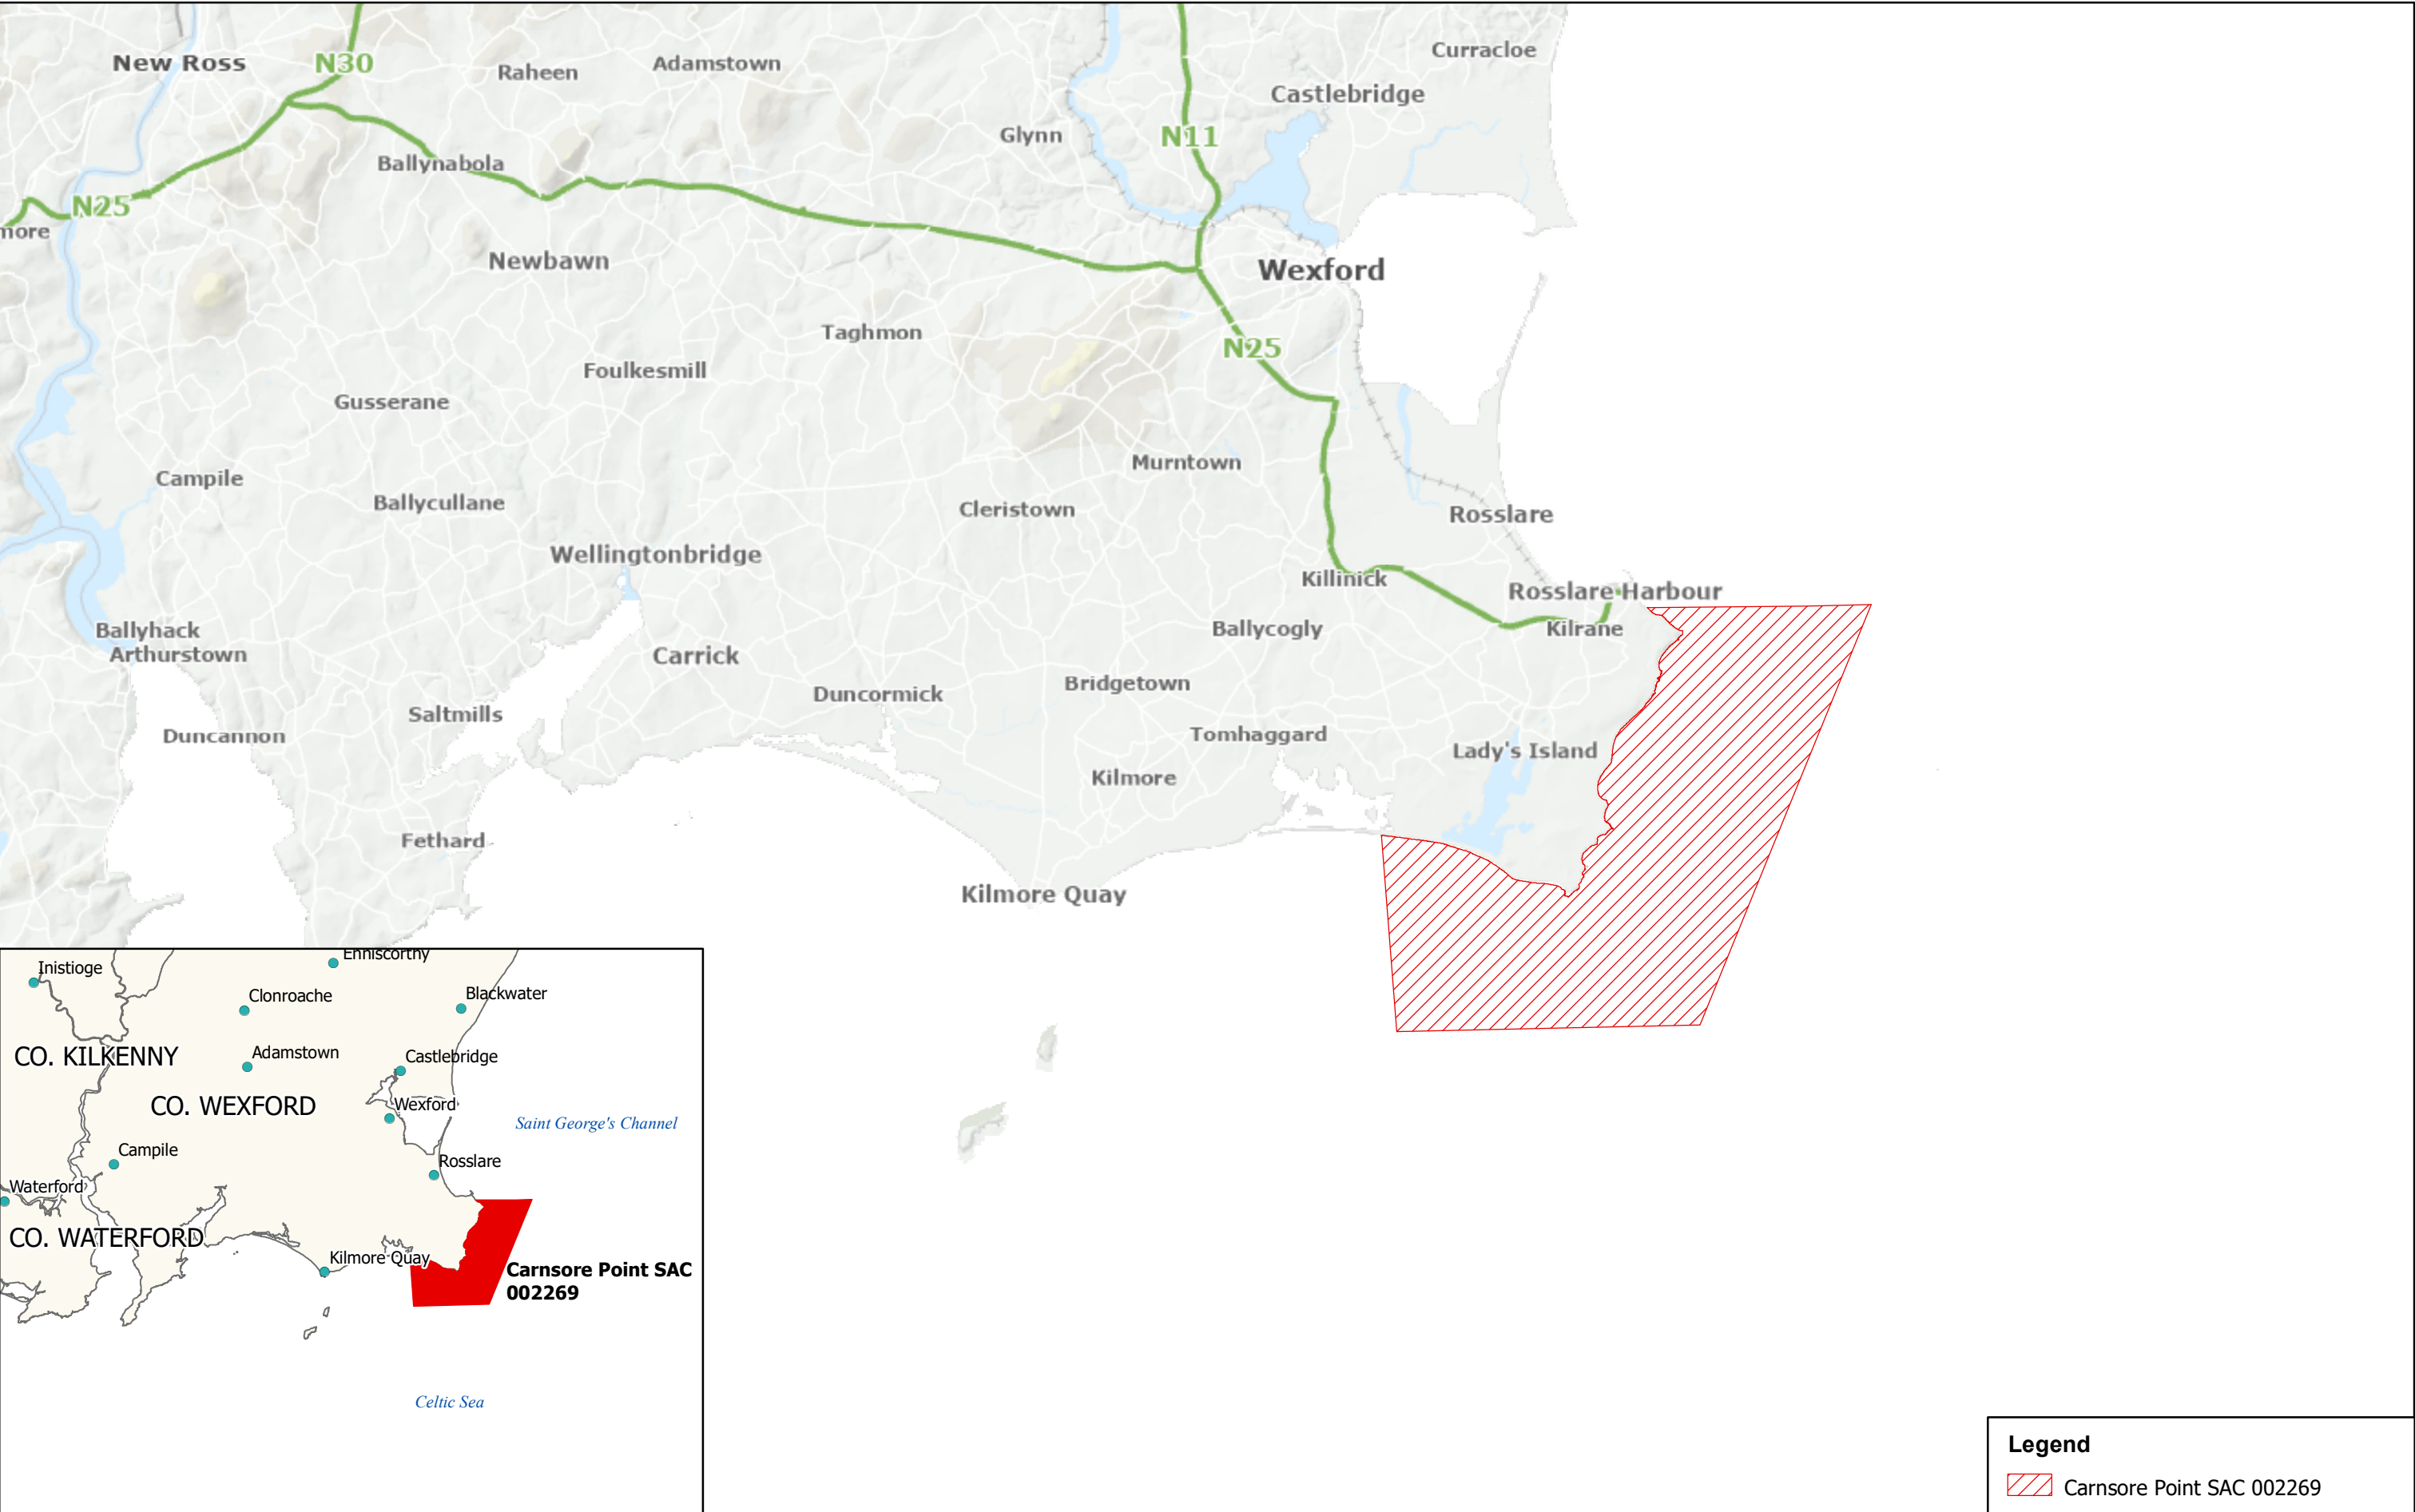 Curracloe
New Ross
N30
Raheen
Adamstown
Castlebridge
Glynn
N11
Ballynabola
N25
more
Newbawn
Wexford
Taghmon
N25
Foulkesmill
Gusserane
Murntown
Campile
Ballycullane
Cleristown
Rosslare
Wellingtonbridge
Killinick
Rosslare Harbour
Ballyhack
Ballycogly
Kilrane
Arthurstown
Carrick
Bridgetown
Duncormick
Saltmills
Duncannon
Tomhaggard
Lady's Island
Kilmore
Fethard
Kilmore Quay
Enniscorthy
Inistioge
Clonroache
Blackwater
CO. KILKENNY
Adamstown
Castlebridge
CO. WEXFORD
Wexford
Saint George's Channel
Campile
Rosslare
Waterford
CO. WATERFORD
Kilmore Quay
Carnsore Point SAC
002269
Celtic Sea
Legend
Carnsore Point SAC 002269